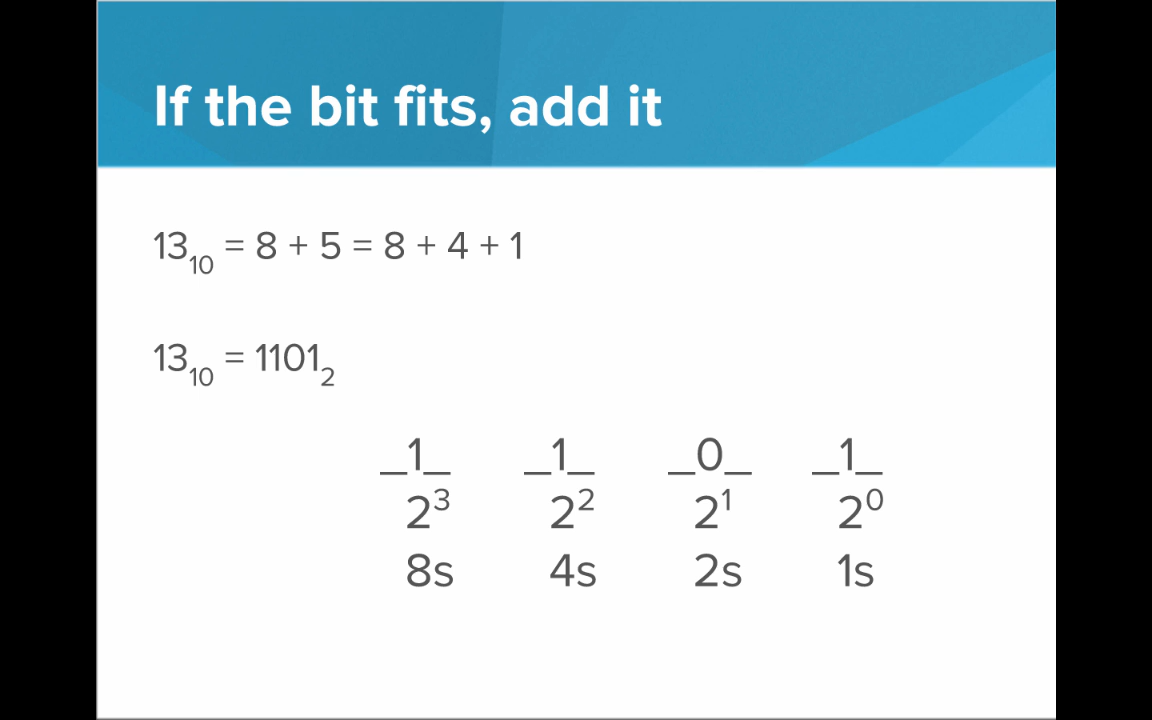 If the bit fits, add it
13₁₀ = 8 + 5 = 8 + 4 + 1
13₁₀ = 1101₂
_1_ _1_ _0_ _1_
2³ 2² 2¹ 2⁰
8s 4s 2s 1s